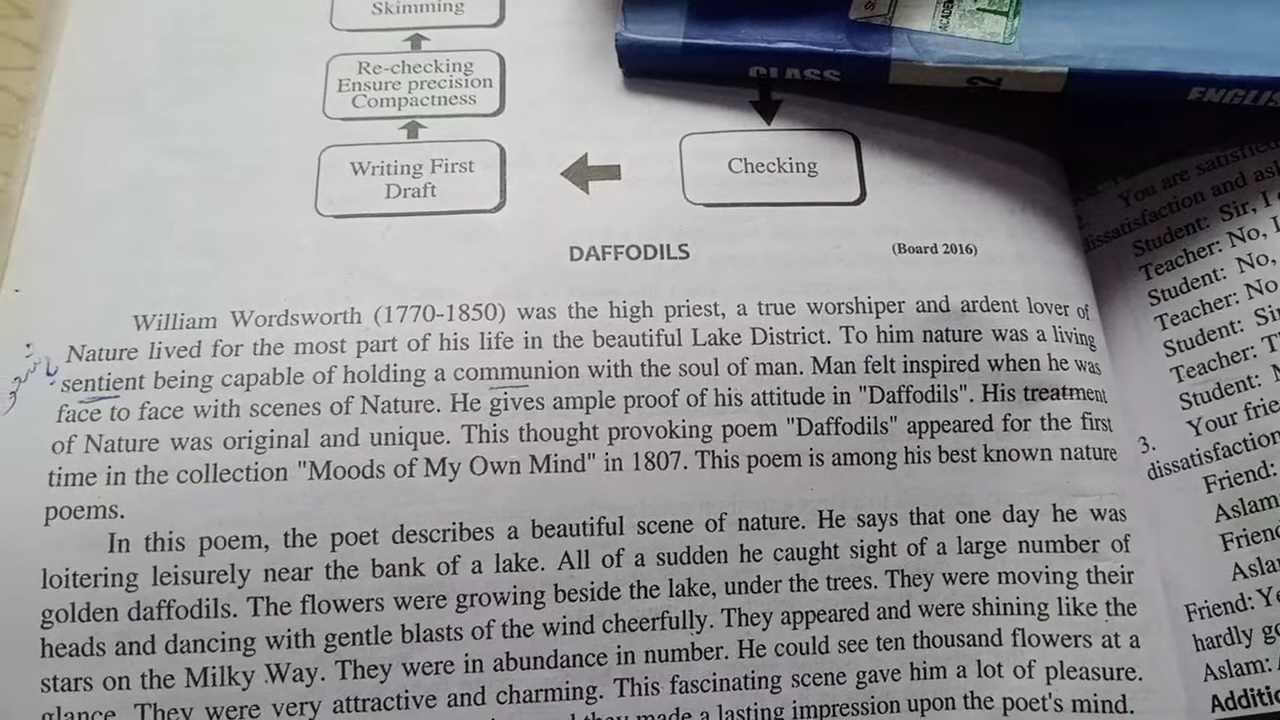 Skimming
Re-checking
Ensure precision
Compactness
Writing First
Draft
Checking
CLASS
2
ENGLIS
DAFFODILS
(Board 2016)
William Wordsworth (1770-1850) was the high priest, a true worshiper and ardent lover of
Nature lived for the most part of his life in the beautiful Lake District. To him nature was a living
sentient being capable of holding a communion with the soul of man. Man felt inspired when he was
face to face with scenes of Nature. He gives ample proof of his attitude in "Daffodils". His treatment
of Nature was original and unique. This thought provoking poem "Daffodils" appeared for the first
time in the collection "Moods of My Own Mind" in 1807. This poem is among his best known nature
poems.
In this poem, the poet describes a beautiful scene of nature. He says that one day he was
loitering leisurely near the bank of a lake. All of a sudden he caught sight of a large number of
golden daffodils. The flowers were growing beside the lake, under the trees. They were moving their
heads and dancing with gentle blasts of the wind cheerfully. They appeared and were shining like the
stars on the Milky Way. They were in abundance in number. He could see ten thousand flowers at a
glance. They were very attractive and charming. This fascinating scene gave him a lot of pleasure.
they made a lasting impression upon the poet's mind.
You are satisfied
dissatisfaction and as
Student: Sir, I
Teacher: No, I
Student: No,
Teacher: No
Student: Sir
Teacher: T
Student: N
3. Your frie
dissatisfaction
Friend:
Aslam
Friend
Asla
Friend: Ye
hardly g
Aslam:
Additio